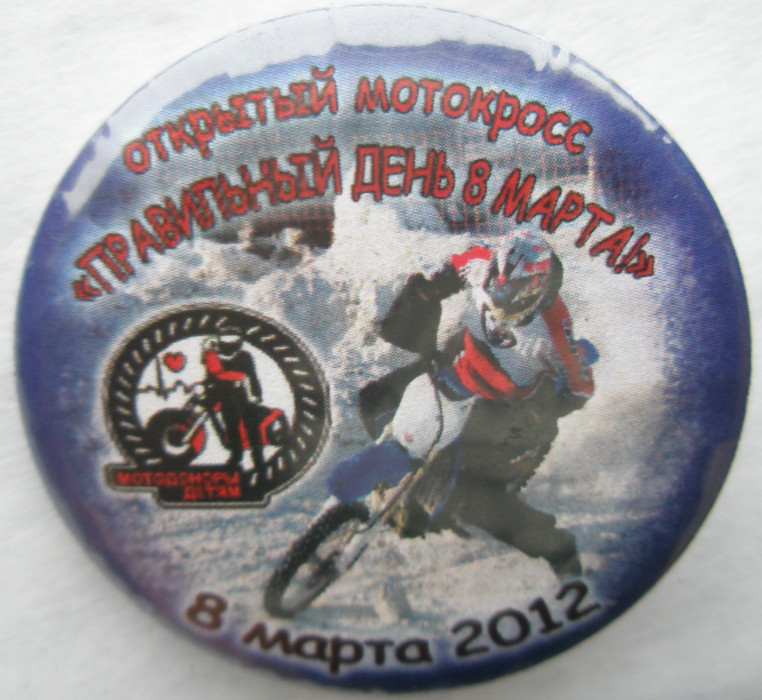 открытый мотокросс
«ПРАВИЛЬНЫЙ ДЕНЬ 8 МАРТА!»
МОТОДОНОРЫ
ДЕТЯМ
8 марта 2012